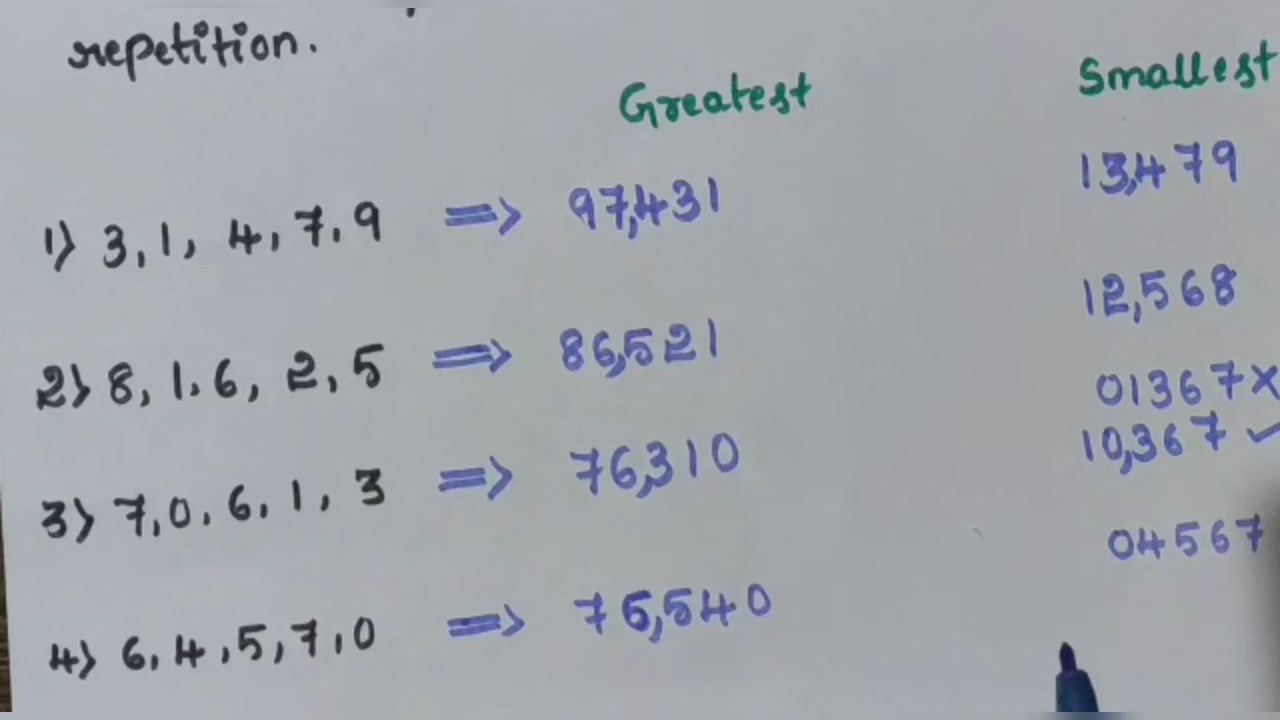 repetition.
Greatest Smallest
1) 3, 1, 4, 7, 9 ⇒ 97,431 13,479
2) 8, 1, 6, 2, 5 ⇒ 86,521 12,568
01367 ×
3) 7, 0, 6, 1, 3 ⇒ 76,310 10,367 ✓
04567
4) 6, 4, 5, 7, 0 ⇒ 76,540